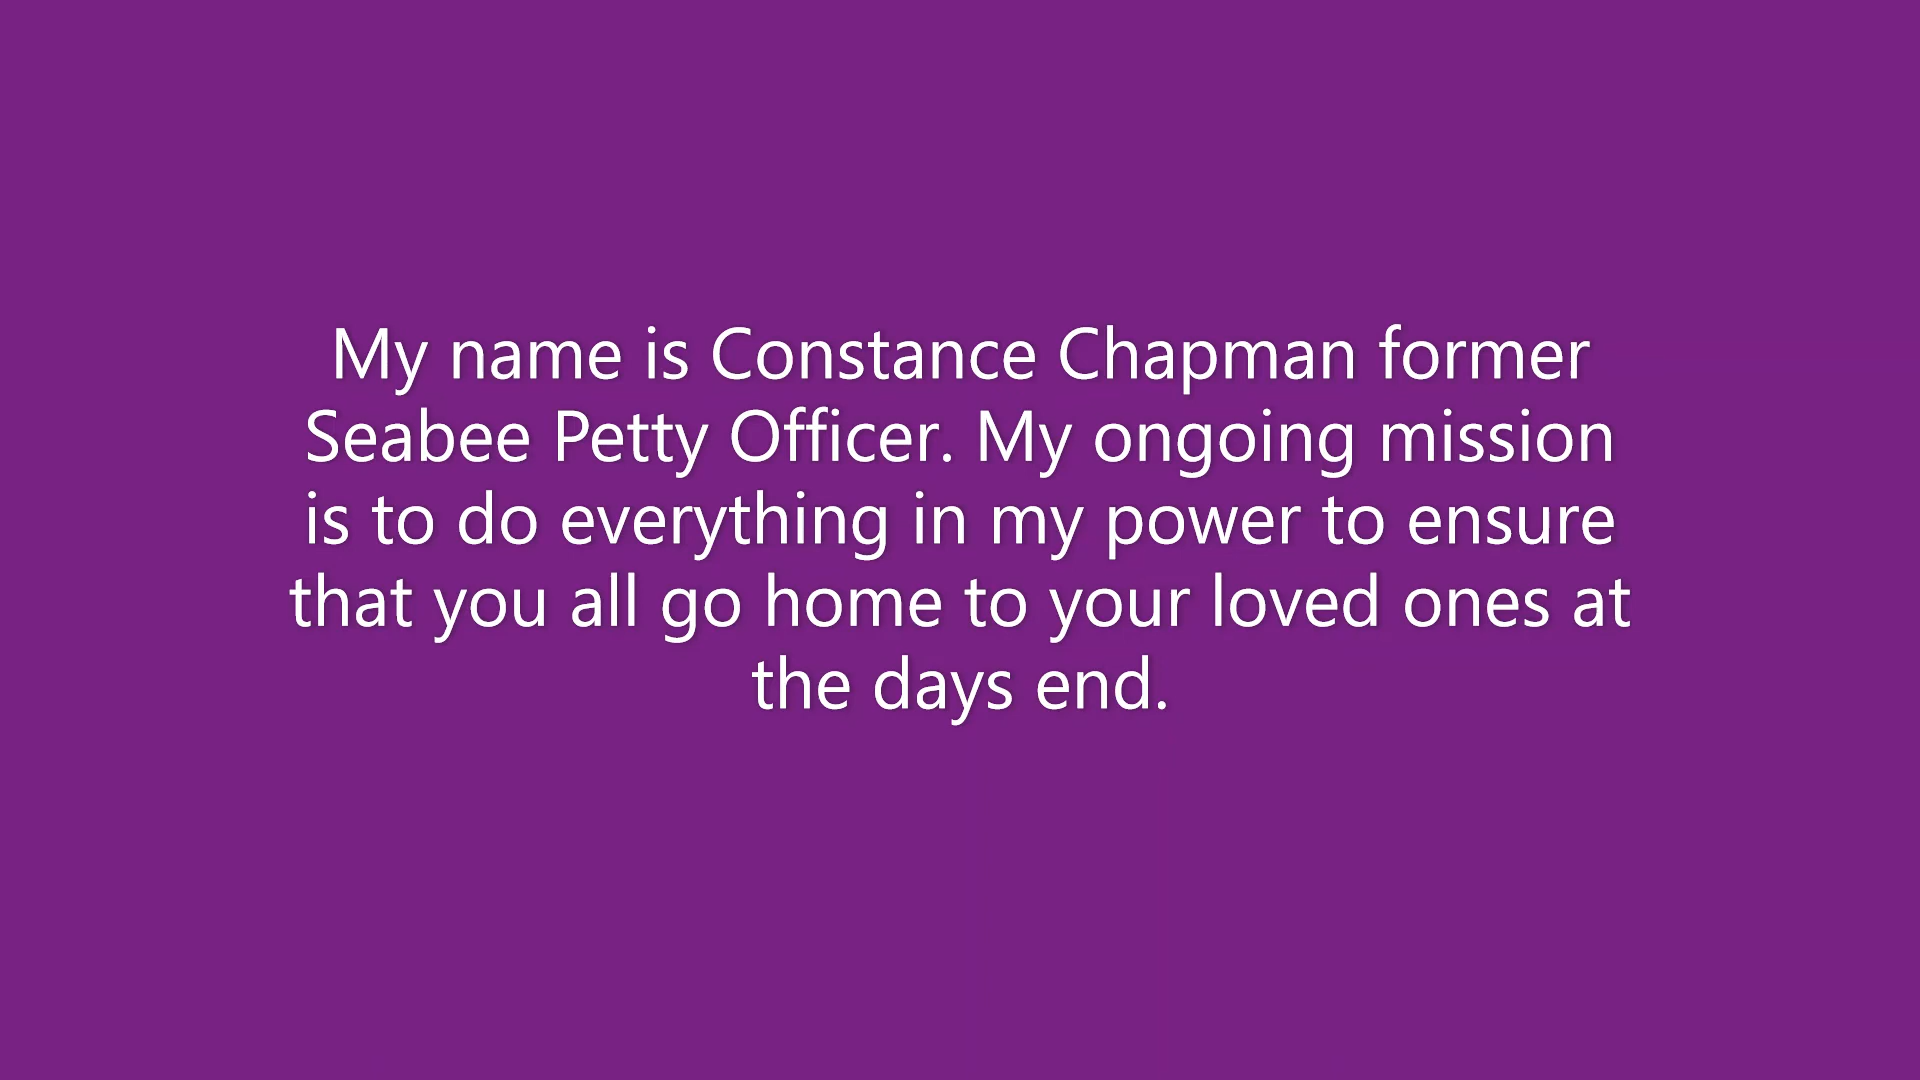 My name is Constance Chapman former
Seabee Petty Officer. My ongoing mission
is to do everything in my power to ensure
that you all go home to your loved ones at
the days end.